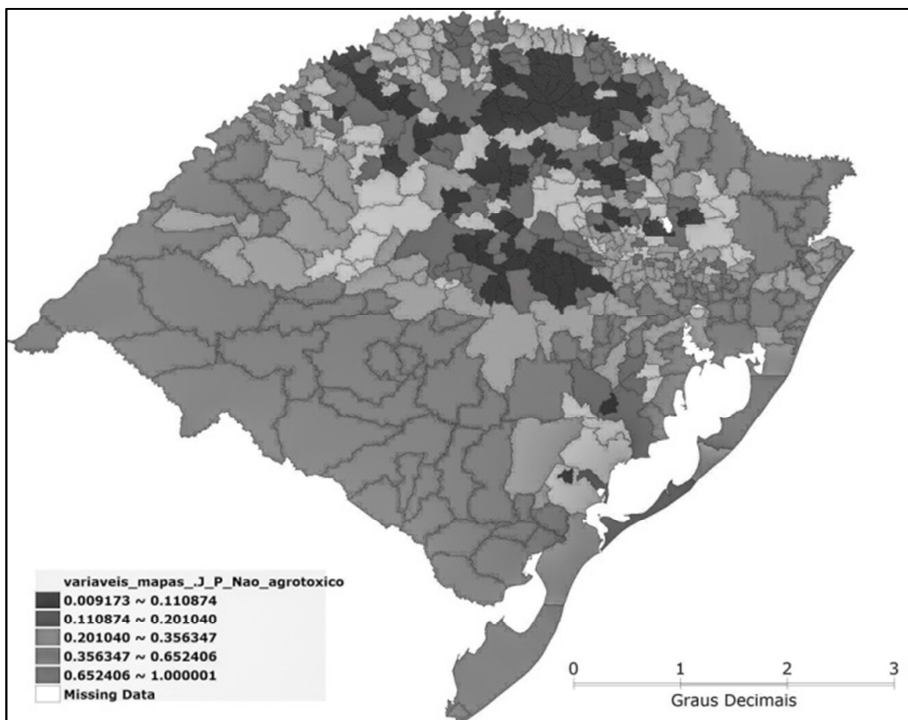 variaveis_mapas_.J_P_Nao_agrotoxico
0.009173 ~ 0.110874
0.110874 ~ 0.201040
0.201040 ~ 0.356347
0.356347 ~ 0.652406
0.652406 ~ 1.000001
Missing Data
0 1 2 3
Graus Decimais